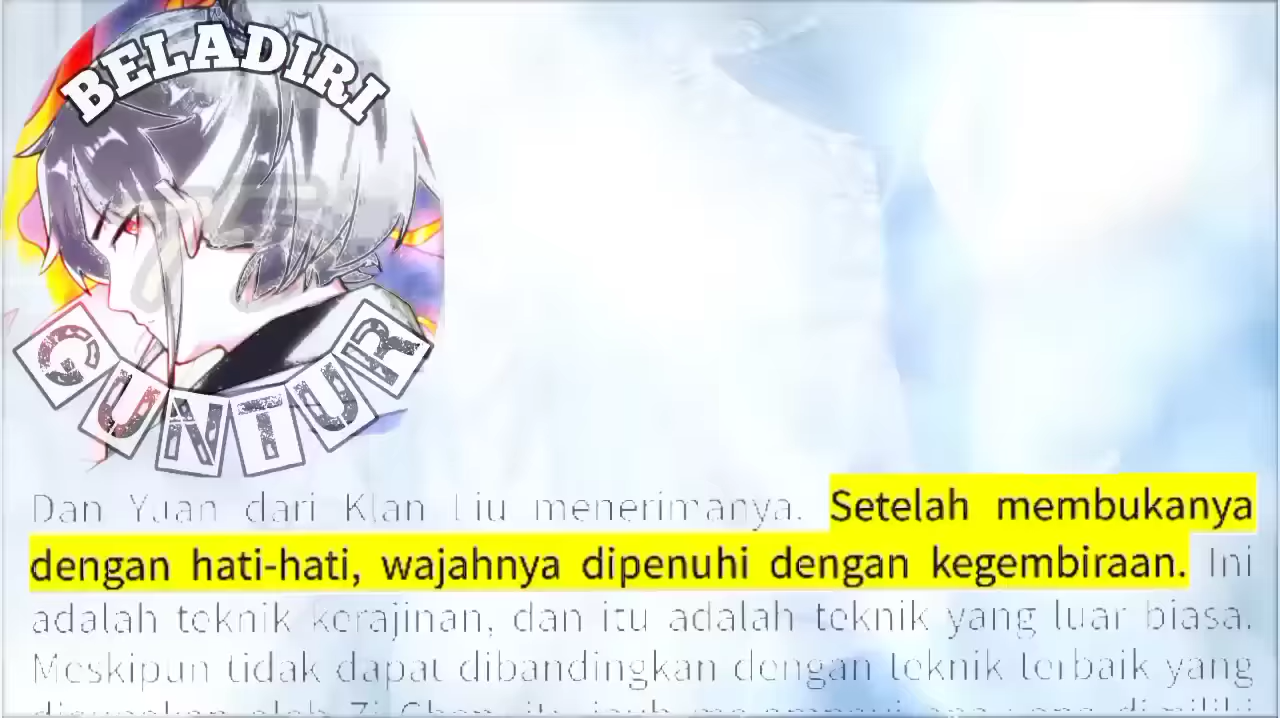 BELADIRI
GUNTUR
Dan Yuan dari Klan Liu menerimanya. Setelah membukanya
dengan hati-hati, wajahnya dipenuhi dengan kegembiraan. Ini
adalah teknik kerajinan, dan itu adalah teknik yang luar biasa.
Meskipun tidak dapat dibandingkan dengan teknik terbaik yang